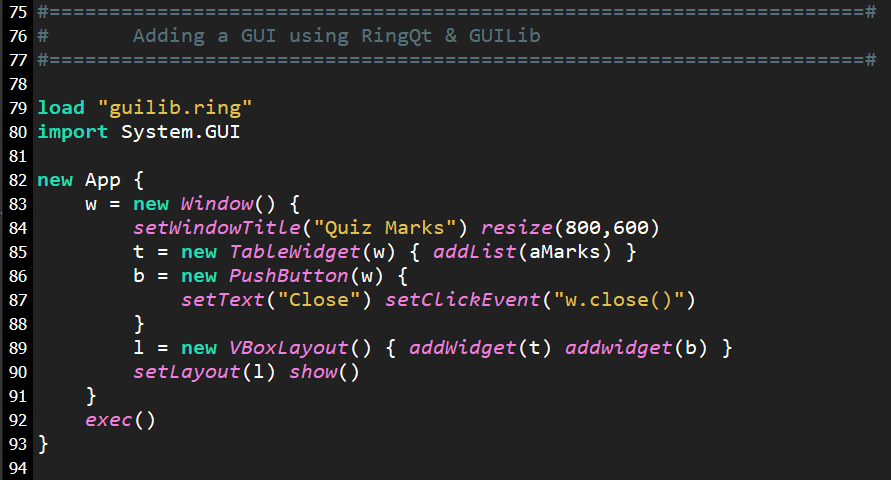 75 #====================================================================#
76 #       Adding a GUI using RingQt & GUILib
77 #====================================================================#
78
79 load "guilib.ring"
80 import System.GUI
81
82 new App {
83     w = new Window() {
84         setWindowTitle("Quiz Marks") resize(800,600)
85         t = new TableWidget(w) { addList(aMarks) }
86         b = new PushButton(w) {
87             setText("Close") setClickEvent("w.close()")
88         }
89         l = new VBoxLayout() { addWidget(t) addwidget(b) }
90         setLayout(l) show()
91     }
92     exec()
93 }
94